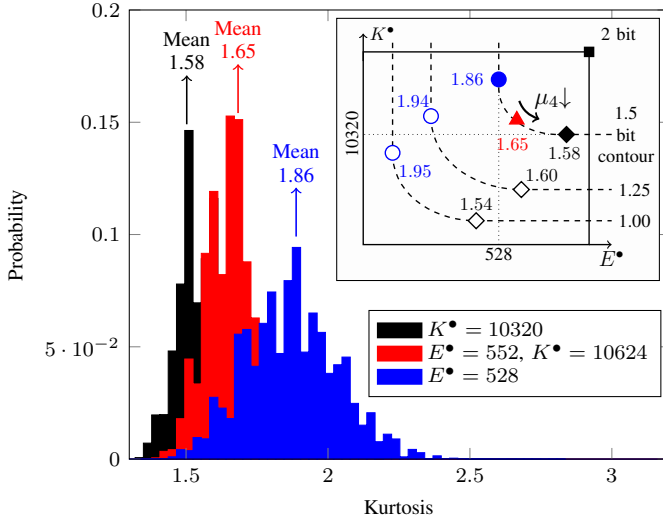 0.2
0.15
0.1
5 · 10⁻²
0
Probability
1.5
2
2.5
3
Kurtosis
Mean
1.58
Mean
1.65
Mean
1.86
K•
2 bit
1.86
1.94
μ₄↓
1.5
bit
contour
10320
1.65
1.58
1.95
1.60
1.25
1.54
1.00
528
E•
K• = 10320
E• = 552, K• = 10624
E• = 528